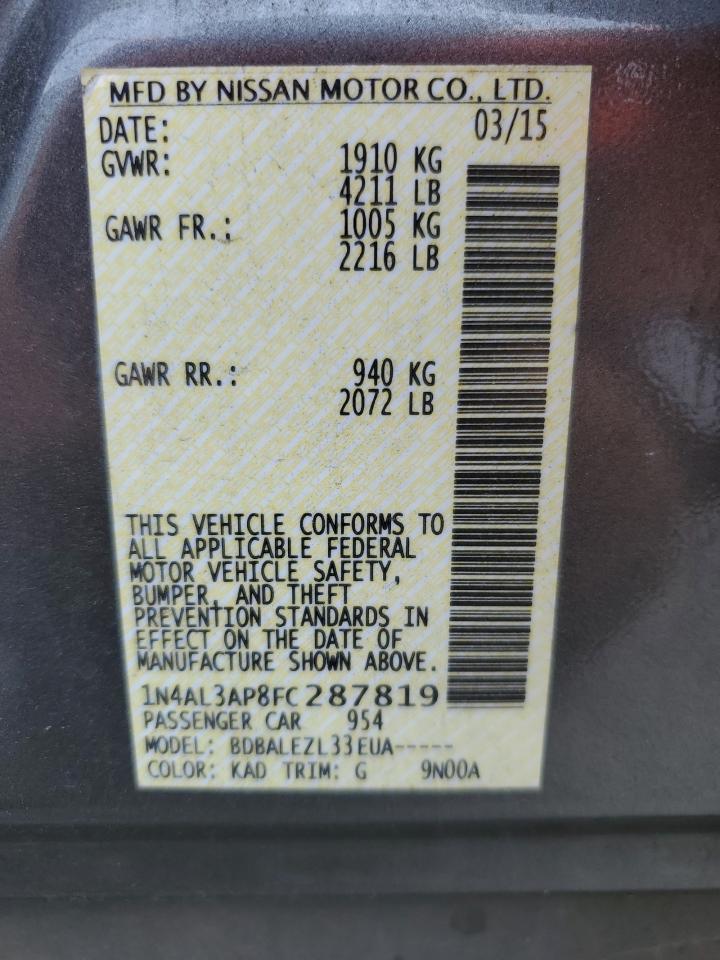 MFD BY NISSAN MOTOR CO., LTD.
DATE: 03/15
GVWR: 1910 KG
4211 LB
GAWR FR.: 1005 KG
2216 LB
GAWR RR.: 940 KG
2072 LB
THIS VEHICLE CONFORMS TO
ALL APPLICABLE FEDERAL
MOTOR VEHICLE SAFETY,
BUMPER, AND THEFT
PREVENTION STANDARDS IN
EFFECT ON THE DATE OF
MANUFACTURE SHOWN ABOVE.
1N4AL3AP8FC287819
PASSENGER CAR 954
MODEL: BDBALEZL33EUA-----
COLOR: KAD TRIM: G 9N00A